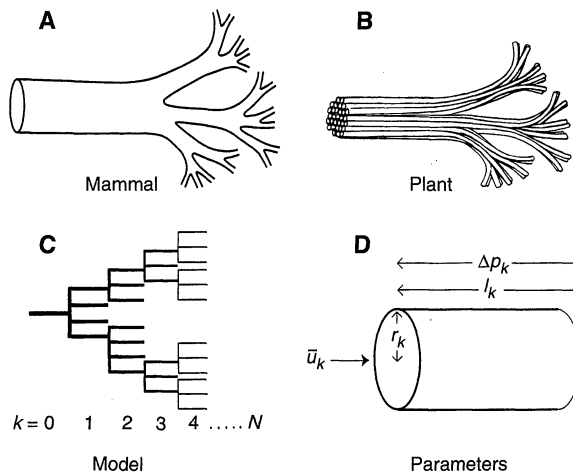 A
B
Mammal
Plant
C
D
Δp_k
l_k
r_k
ū_k
k = 0 1 2 3 4 ..... N
Model
Parameters